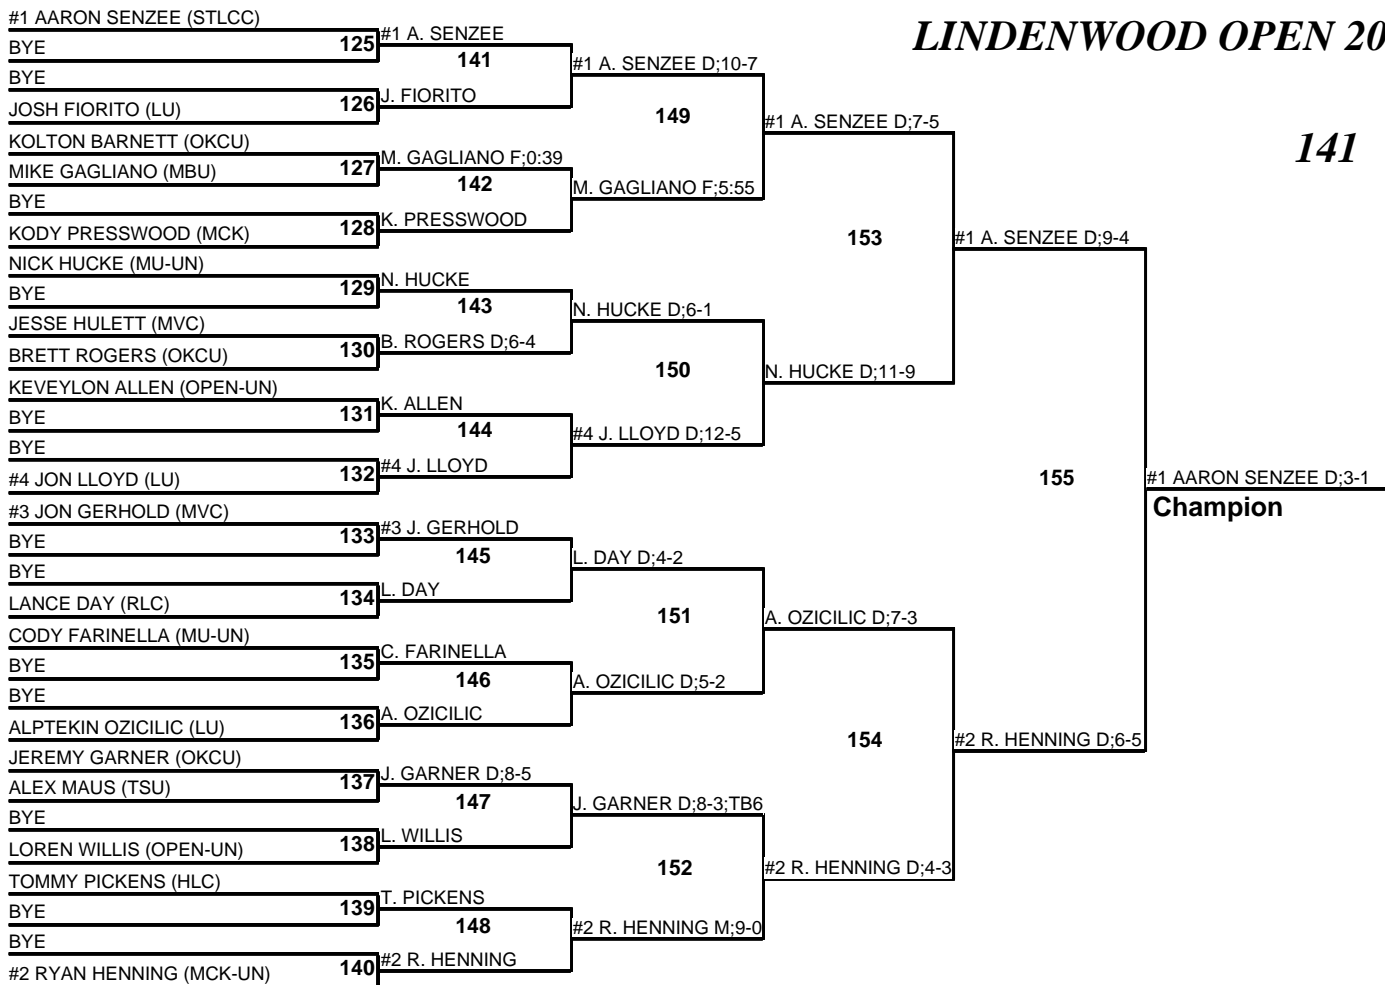 LINDENWOOD OPEN 20
141
#1 AARON SENZEE (STLCC)
BYE
BYE
JOSH FIORITO (LU)
KOLTON BARNETT (OKCU)
MIKE GAGLIANO (MBU)
BYE
KODY PRESSWOOD (MCK)
NICK HUCKE (MU-UN)
BYE
JESSE HULETT (MVC)
BRETT ROGERS (OKCU)
KEVEYLON ALLEN (OPEN-UN)
BYE
BYE
#4 JON LLOYD (LU)
#3 JON GERHOLD (MVC)
BYE
BYE
LANCE DAY (RLC)
CODY FARINELLA (MU-UN)
BYE
BYE
ALPTEKIN OZICILIC (LU)
JEREMY GARNER (OKCU)
ALEX MAUS (TSU)
BYE
LOREN WILLIS (OPEN-UN)
TOMMY PICKENS (HLC)
BYE
BYE
#2 RYAN HENNING (MCK-UN)
125
126
127
128
129
130
131
132
133
134
135
136
137
138
139
140
#1 A. SENZEE
141
J. FIORITO
M. GAGLIANO F;0:39
142
K. PRESSWOOD
N. HUCKE
143
B. ROGERS D;6-4
K. ALLEN
144
#4 J. LLOYD
#3 J. GERHOLD
145
L. DAY
C. FARINELLA
146
A. OZICILIC
J. GARNER D;8-5
147
L. WILLIS
T. PICKENS
148
#2 R. HENNING
#1 A. SENZEE D;10-7
149
M. GAGLIANO F;5:55
N. HUCKE D;6-1
150
#4 J. LLOYD D;12-5
L. DAY D;4-2
151
A. OZICILIC D;5-2
J. GARNER D;8-3;TB6
152
#2 R. HENNING M;9-0
#1 A. SENZEE D;7-5
153
N. HUCKE D;11-9
A. OZICILIC D;7-3
154
#2 R. HENNING D;4-3
#1 A. SENZEE D;9-4
155
#2 R. HENNING D;6-5
#1 AARON SENZEE D;3-1
Champion